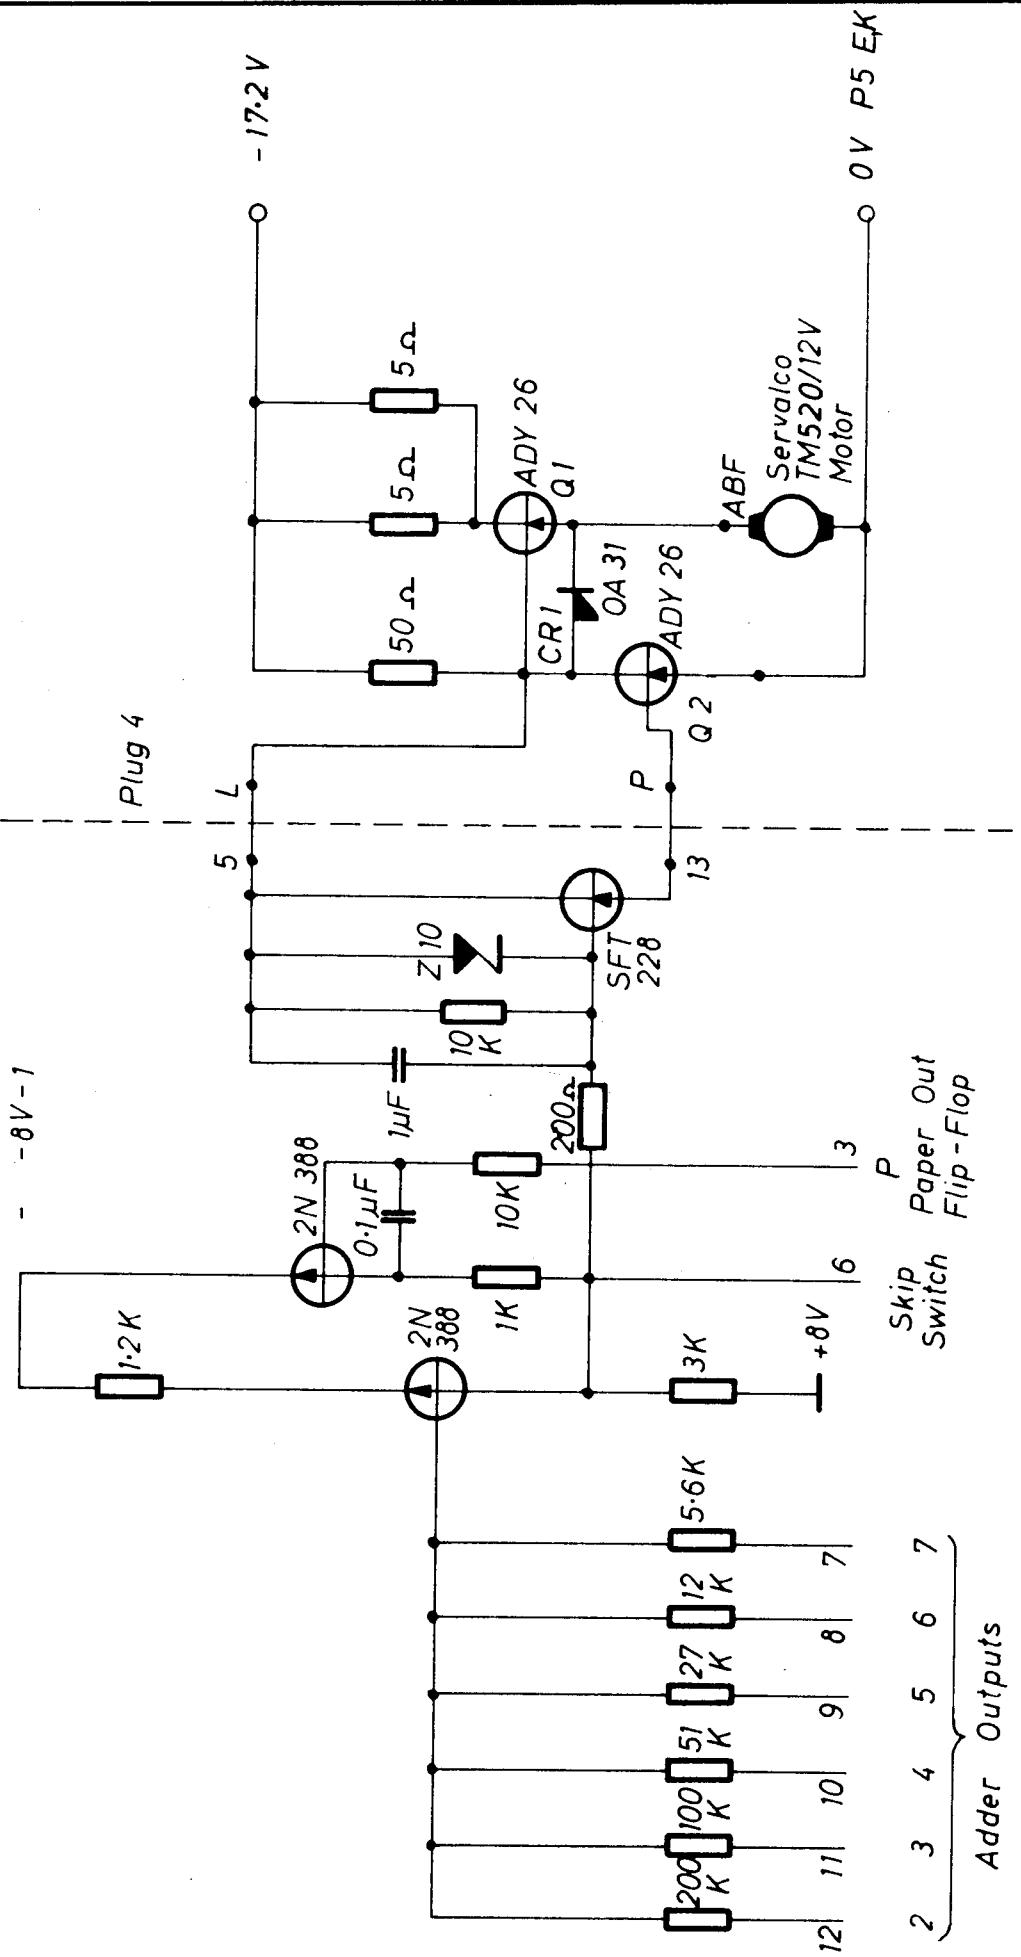 - -8V-1
Plug 4
-17·2 V
1·2 K
2N 388
0·1µF
1µF
Z 10
5
L
50 Ω
5 Ω
5 Ω
2N
388
1K
10K
10
K
200Ω
SFT
228
CR1
OA 31
ADY 26
Q1
200
K
100
K
51
K
27
K
12
K
5·6K
3K
13
P
Q 2
ADY 26
ABF
Servalco
TM520/12V
Motor
12
11
10
9
8
7
+8V
6
3
0V P5 E,K
2
3
4
5
6
7
Adder Outputs
Skip
Switch
P
Paper Out
Flip-Flop